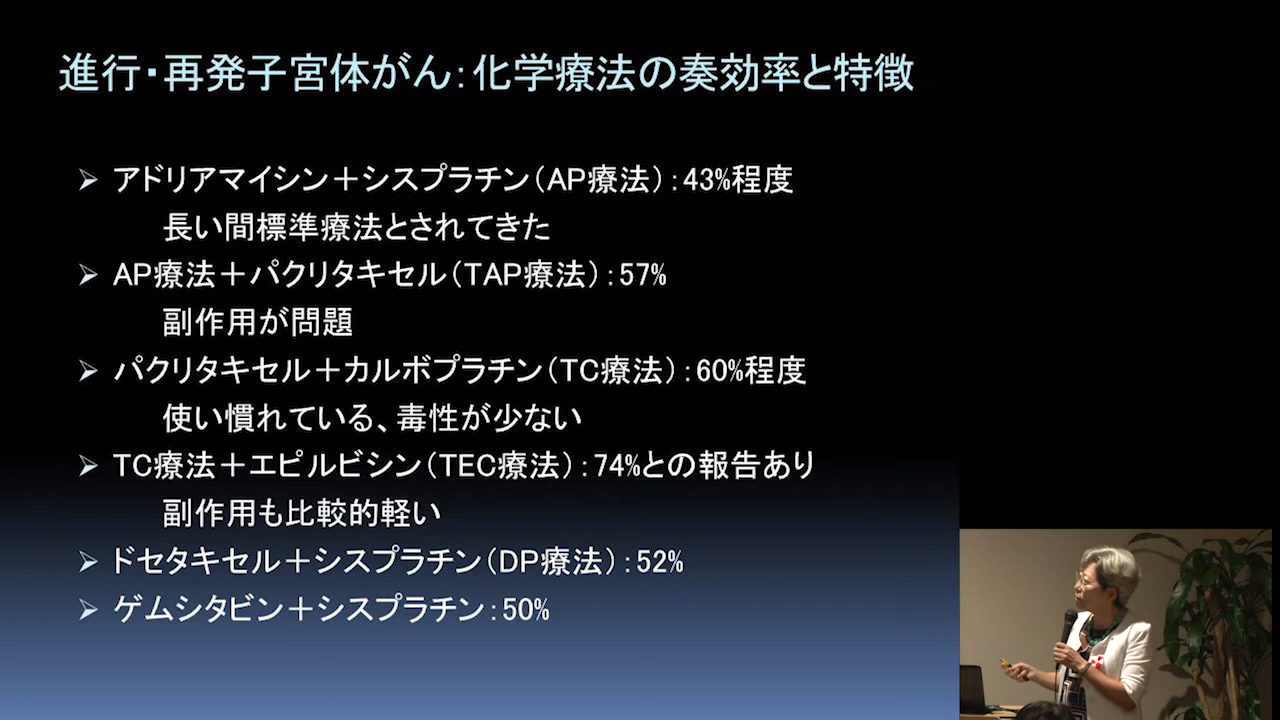 進行・再発子宮体がん：化学療法の奏効率と特徴
アドリアマイシン＋シスプラチン（AP療法）：43%程度
長い間標準療法とされてきた
AP療法＋パクリタキセル（TAP療法）：57%
副作用が問題
パクリタキセル＋カルボプラチン（TC療法）：60%程度
使い慣れている、毒性が少ない
TC療法＋エピルビシン（TEC療法）：74%との報告あり
副作用も比較的軽い
ドセタキセル＋シスプラチン（DP療法）：52%
ゲムシタビン＋シスプラチン：50%